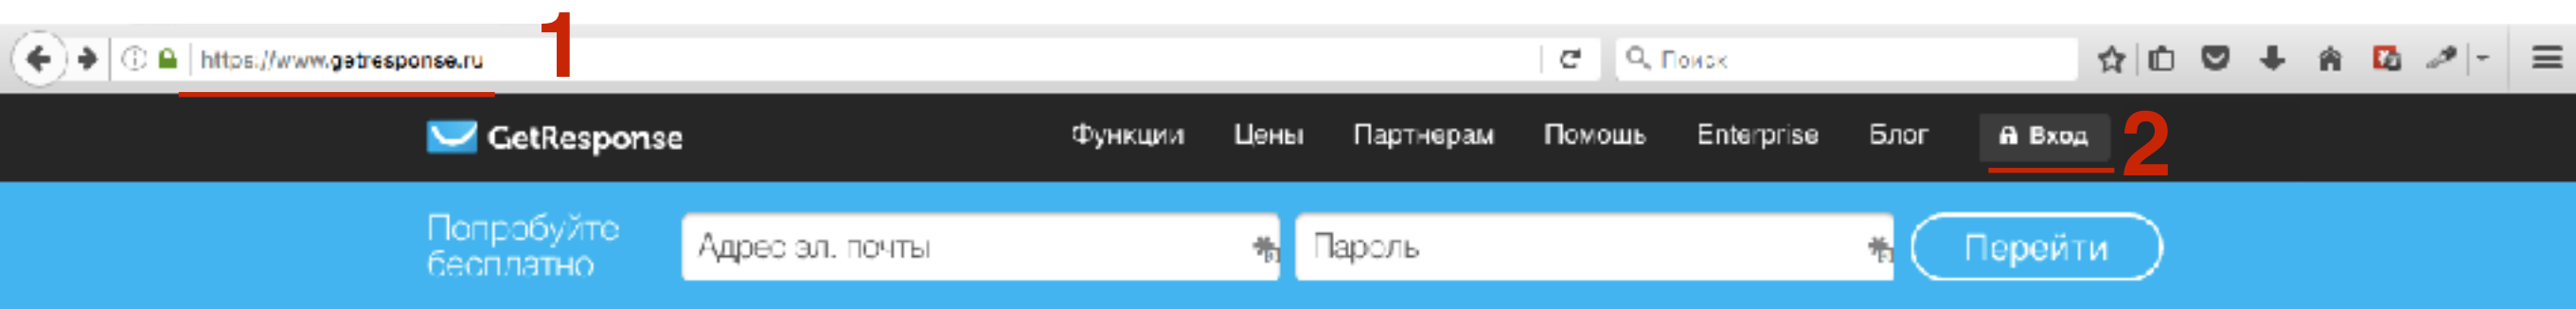 1
https://www.getresponse.ru
Поиск
GetResponse
Функции Цены Партнерам Помощь Enterprise Блог Вход
2
Попробуйте
бесплатно
Адрес эл. почты
Пароль
Перейти